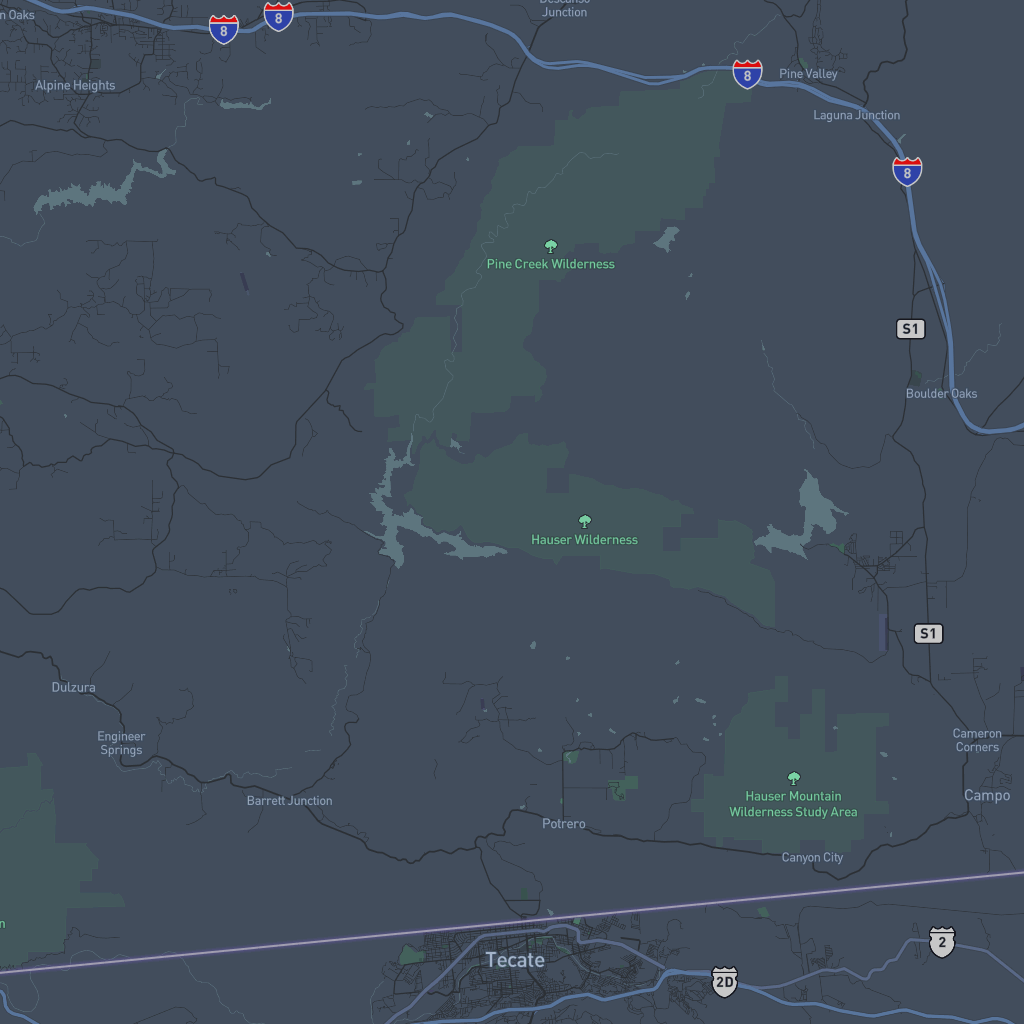 n Oaks
8
8
Junction
8
Pine Valley
Alpine Heights
Laguna Junction
8
Pine Creek Wilderness
S1
Boulder Oaks
Hauser Wilderness
S1
Dulzura
Engineer
Springs
Cameron
Corners
Hauser Mountain
Wilderness Study Area
Campo
Barrett Junction
Potrero
Canyon City
n
2
Tecate
2D